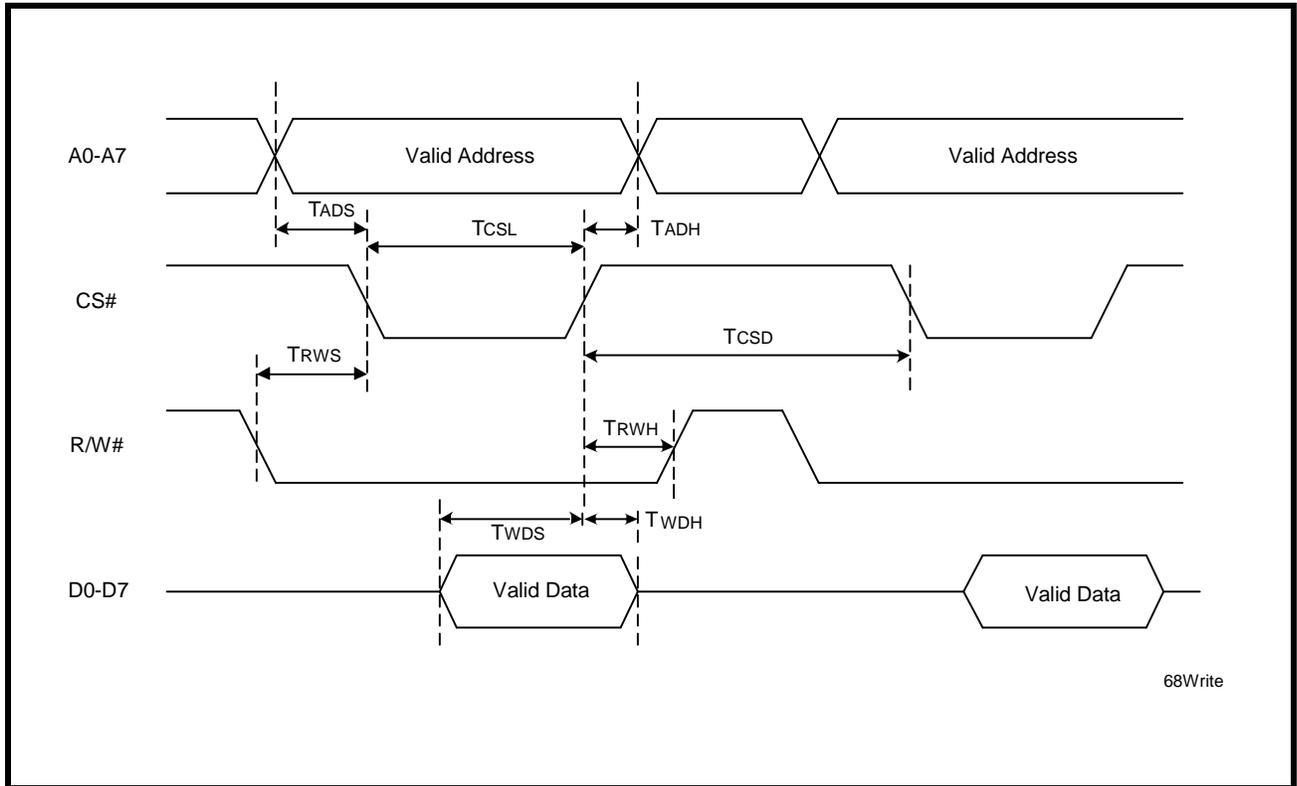 A0-A7
Valid Address
Valid Address
TADS
TCSL
TADH
CS#
TCSD
TRWS
R/W#
TRWH
TWDS
TWDH
D0-D7
Valid Data
Valid Data
68Write